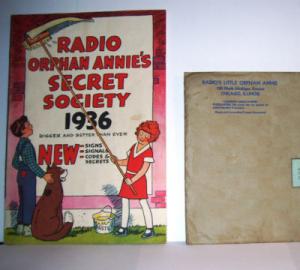 RADIO
ORPHAN ANNIE'S
SECRET
SOCIETY
1936
BIGGER AND BETTER THAN EVER
NEW
SIGNS
SIGNALS
CODES &
SECRETS
PASTE
RADIO'S LITTLE ORPHAN ANNIE
CHICAGO, ILLINOIS